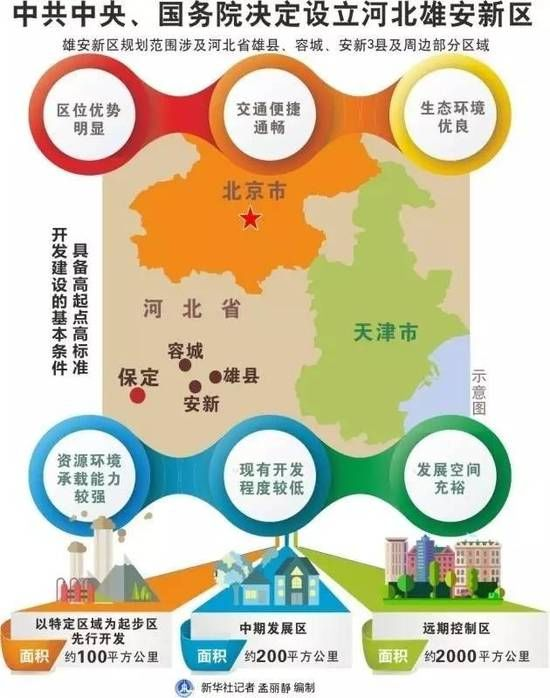 中共中央、国务院决定设立河北雄安新区
雄安新区规划范围涉及河北省雄县、容城、安新3县及周边部分区域
区位优势
明显
交通便捷
通畅
生态环境
优良
具备高起点高标准
开发建设的基本条件
北京市
河北省
天津市
容城
保定
雄县
安新
示意图
资源环境
承载能力
较强
现有开发
程度较低
发展空间
充裕
以特定区域为起步区
先行开发
面积 约100平方公里
中期发展区
面积 约200平方公里
远期控制区
面积 约2000平方公里
新华社记者 孟丽静 编制